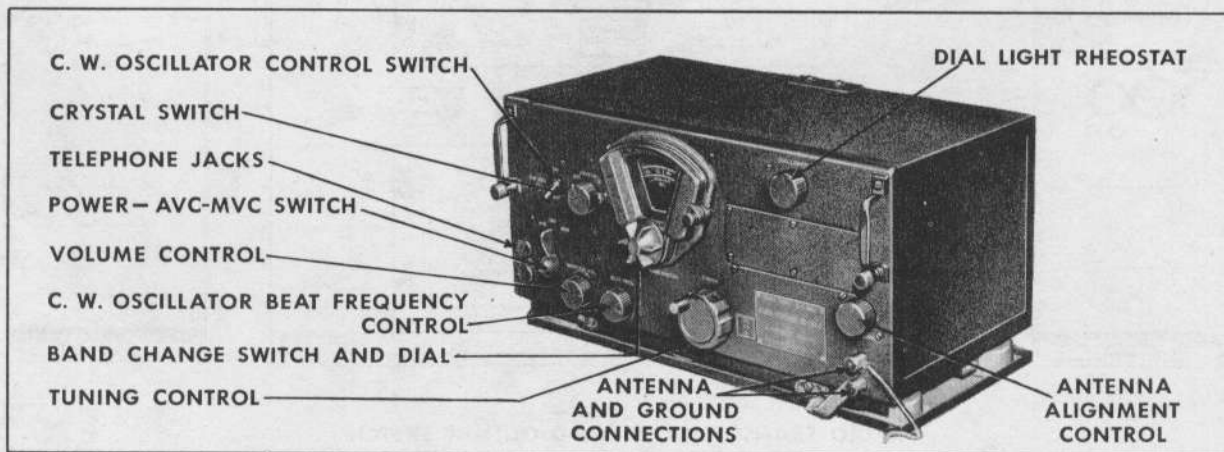 C. W. OSCILLATOR CONTROL SWITCH
CRYSTAL SWITCH
TELEPHONE JACKS
POWER—AVC-MVC SWITCH
VOLUME CONTROL
C. W. OSCILLATOR BEAT FREQUENCY
CONTROL
BAND CHANGE SWITCH AND DIAL
TUNING CONTROL
DIAL LIGHT RHEOSTAT
ANTENNA
AND GROUND
CONNECTIONS
ANTENNA
ALIGNMENT
CONTROL